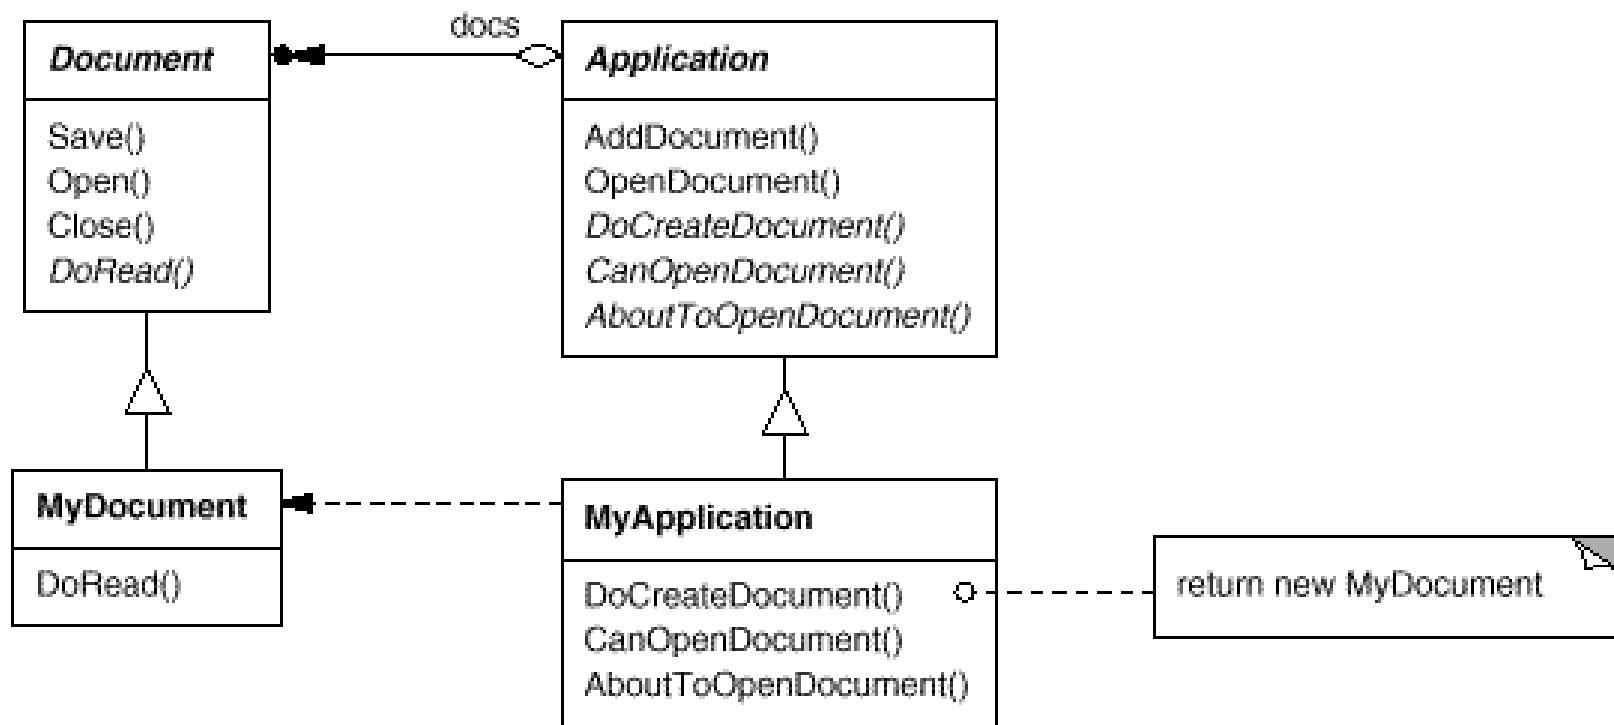 docs
Document
Save()
Open()
Close()
DoRead()
Application
AddDocument()
OpenDocument()
DoCreateDocument()
CanOpenDocument()
AboutToOpenDocument()
MyDocument
DoRead()
MyApplication
DoCreateDocument()
CanOpenDocument()
AboutToOpenDocument()
return new MyDocument